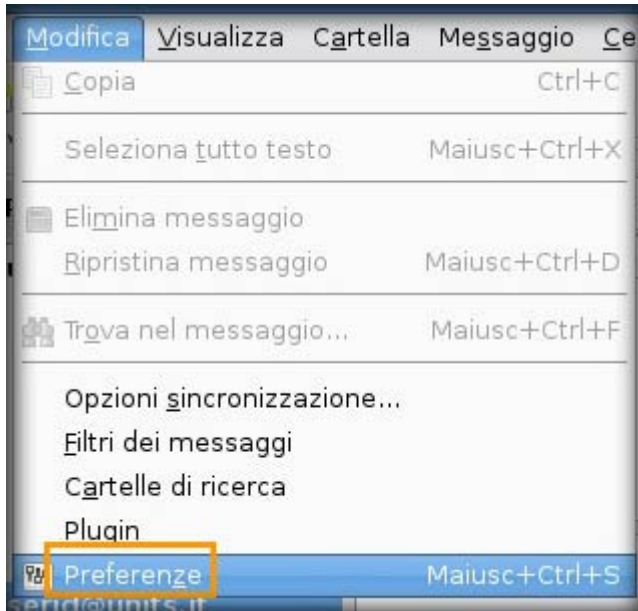 Modifica Visualizza Cartella Messaggio Ce
Copia Ctrl+C
Seleziona tutto testo Maiusc+Ctrl+X
Elimina messaggio
Ripristina messaggio Maiusc+Ctrl+D
Trova nel messaggio... Maiusc+Ctrl+F
Opzioni sincronizzazione...
Filtri dei messaggi
Cartelle di ricerca
Plugin
Preferenze Maiusc+Ctrl+S